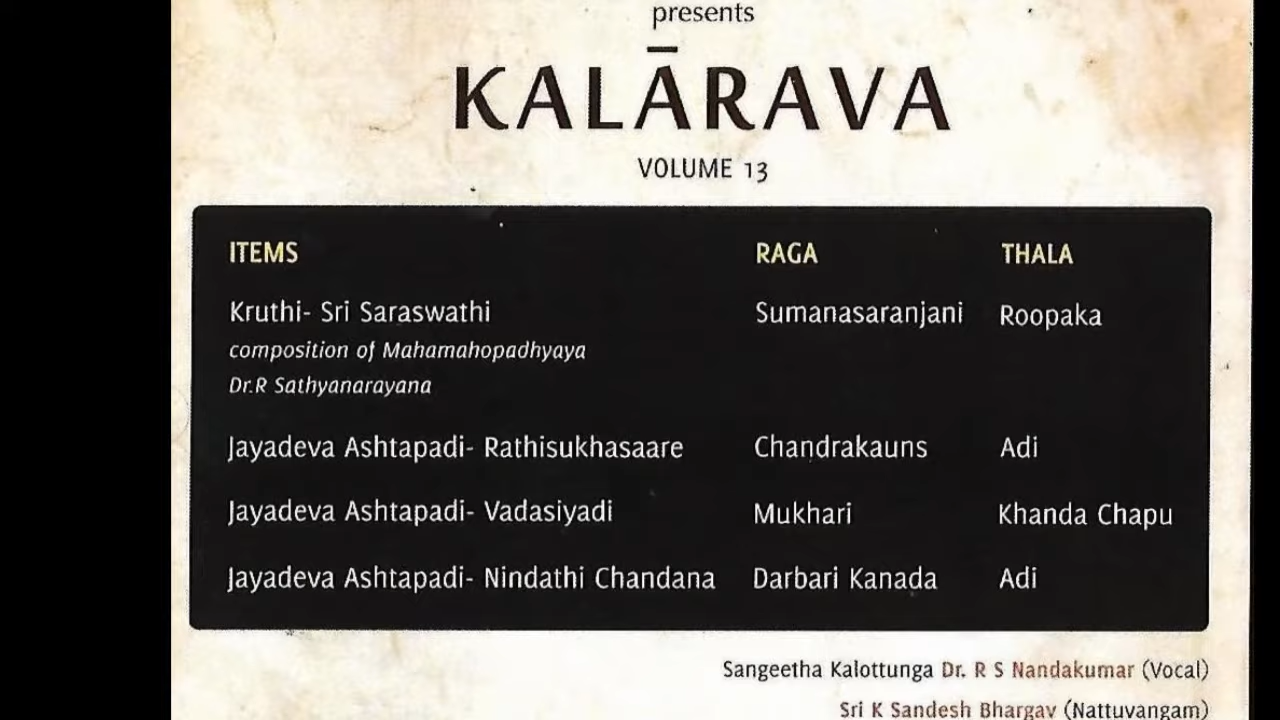 presents
KALĀRAVA
VOLUME 13
ITEMS RAGA THALA
Kruthi- Sri Saraswathi Sumanasaranjani Roopaka
composition of Mahamahopadhyaya
Dr.R Sathyanarayana
Jayadeva Ashtapadi- Rathisukhasaare Chandrakauns Adi
Jayadeva Ashtapadi- Vadasiyadi Mukhari Khanda Chapu
Jayadeva Ashtapadi- Nindathi Chandana Darbari Kanada Adi
Sangeetha Kalottunga Dr. R S Nandakumar (Vocal)
Sri K Sandesh Bhargav (Nattuvangam)